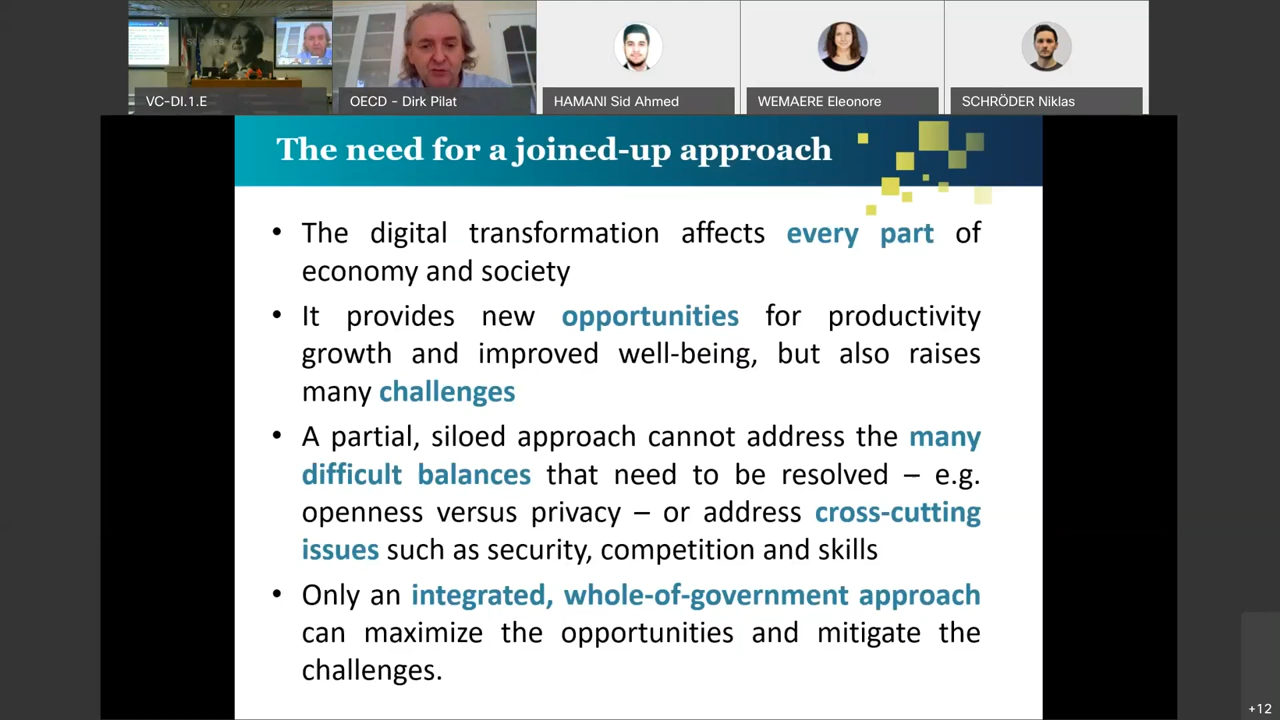 VC-DI.1.E
OECD - Dirk Pilat
HAMANI Sid Ahmed
WEMAERE Eleonore
SCHRÖDER Niklas
The need for a joined-up approach
• The digital transformation affects every part of
economy and society
• It provides new opportunities for productivity
growth and improved well-being, but also raises
many challenges
• A partial, siloed approach cannot address the many
difficult balances that need to be resolved – e.g.
openness versus privacy – or address cross-cutting
issues such as security, competition and skills
• Only an integrated, whole-of-government approach
can maximize the opportunities and mitigate the
challenges.
+12